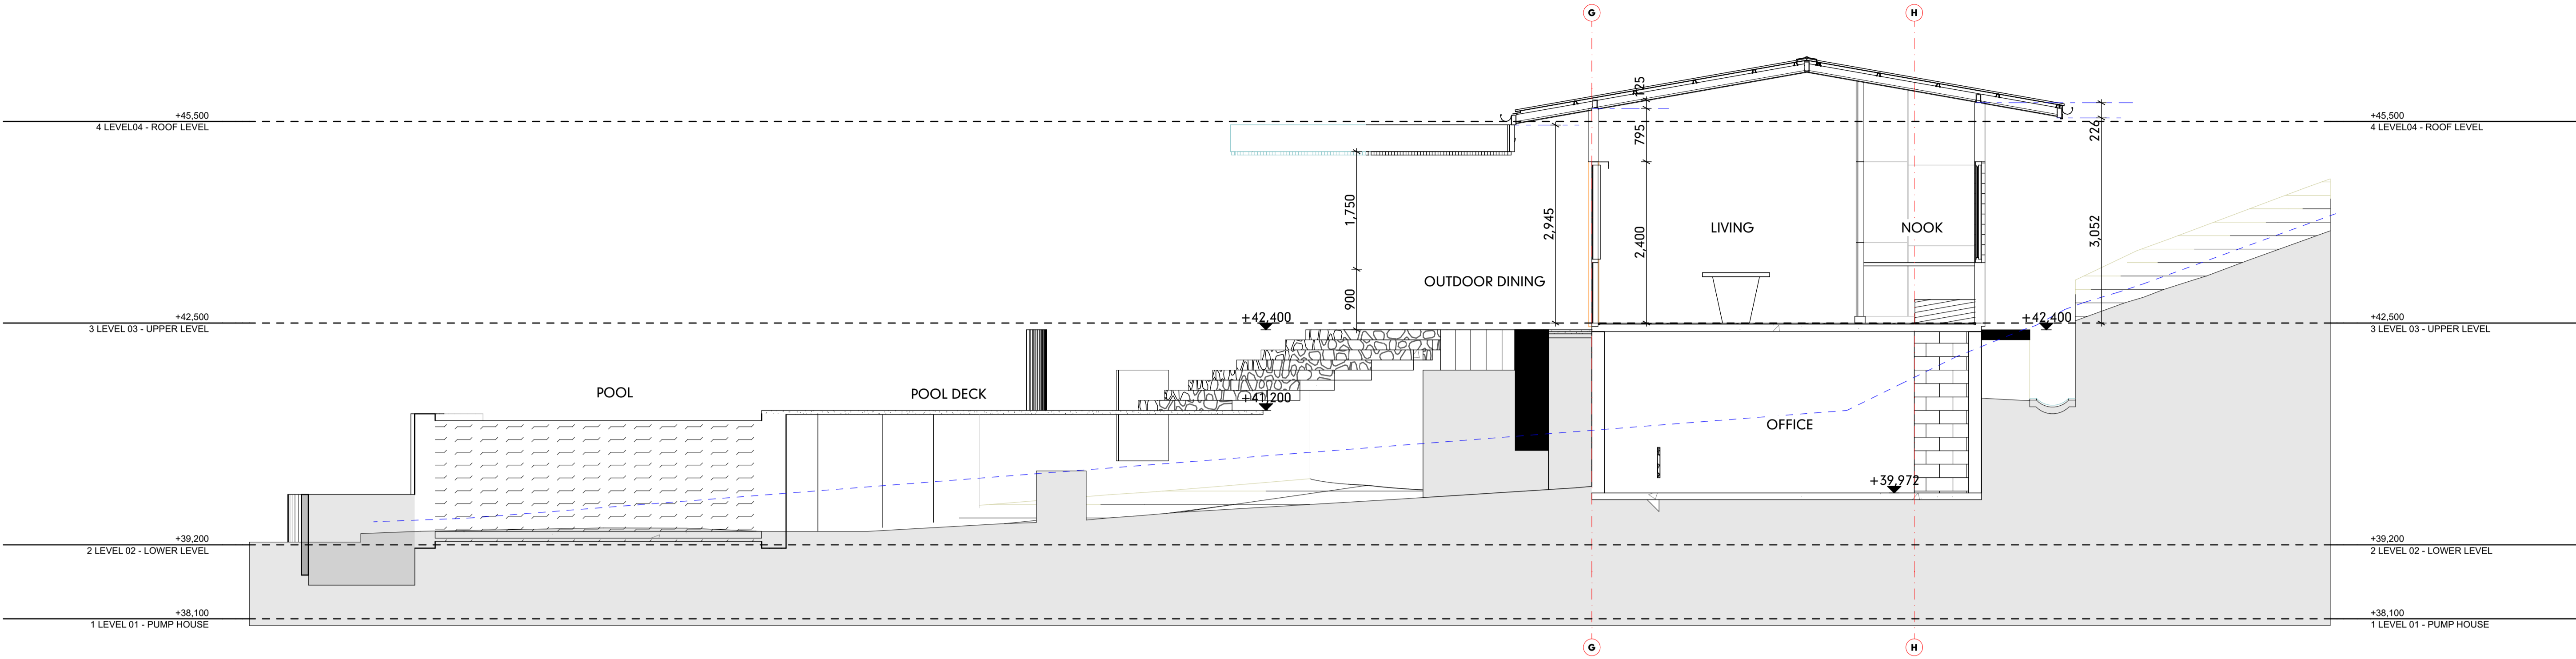 G
H
+45,500
4 LEVEL04 - ROOF LEVEL
+45,500
4 LEVEL04 - ROOF LEVEL
725
795
226
1,750
2,945
2,400
LIVING
NOOK
3,052
OUTDOOR DINING
900
+42,500
3 LEVEL 03 - UPPER LEVEL
+42,400
+42,400
+42,500
3 LEVEL 03 - UPPER LEVEL
POOL
POOL DECK
+41,200
OFFICE
+39,972
+39,200
2 LEVEL 02 - LOWER LEVEL
+39,200
2 LEVEL 02 - LOWER LEVEL
+38,100
1 LEVEL 01 - PUMP HOUSE
+38,100
1 LEVEL 01 - PUMP HOUSE
G
H